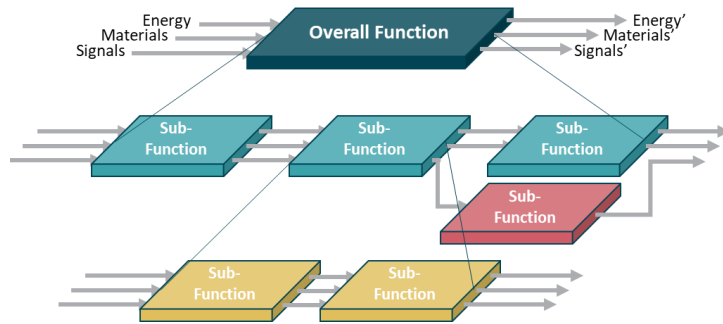 Energy
Materials
Signals
Overall Function
Energy'
Materials'
Signals'
Sub-
Function
Sub-
Function
Sub-
Function
Sub-
Function
Sub-
Function
Sub-
Function